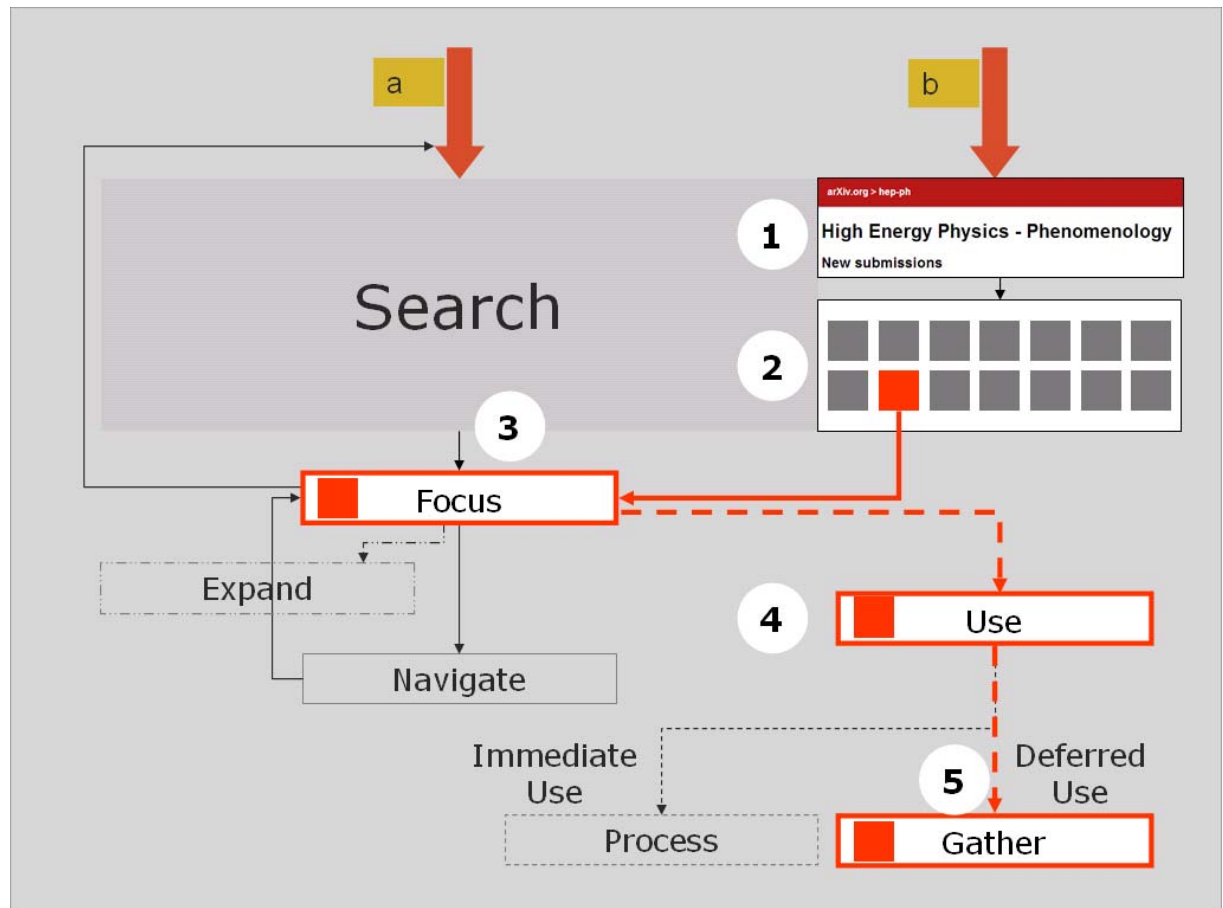 a
b
arXiv.org > hep-ph
1
High Energy Physics - Phenomenology
New submissions
Search
2
3
Focus
Expand
4
Use
Navigate
Immediate
Use
5
Deferred
Use
Process
Gather